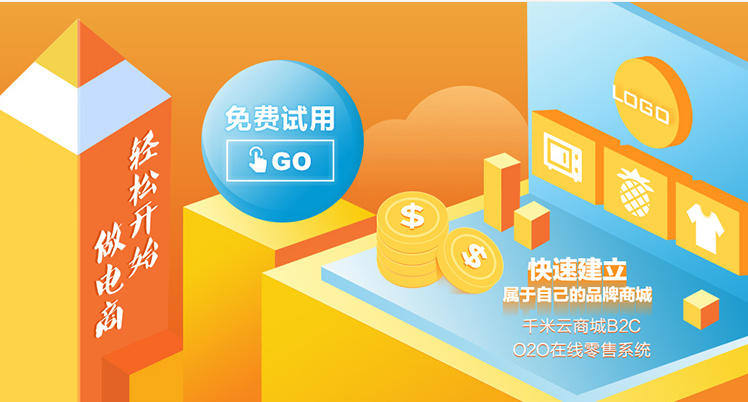 轻松开始
做电商
免费试用
GO
LOGO
$
$
快速建立
属于自己的品牌商城
千米云商城B2C
O2O在线零售系统